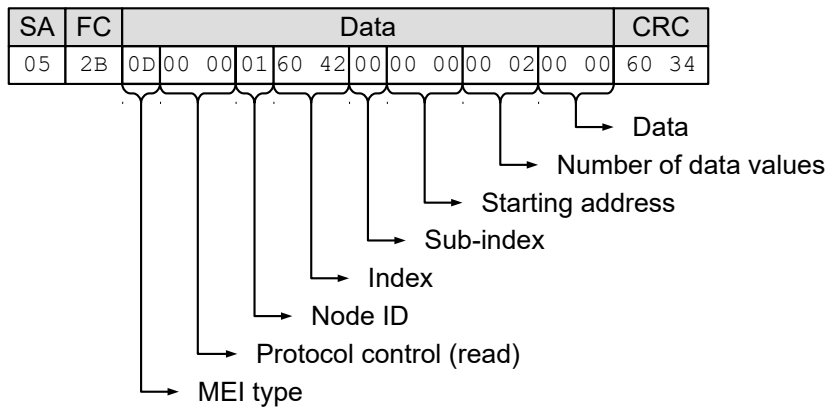 SA FC Data CRC
05 2B 0D 00 00 01 60 42 00 00 00 00 02 00 00 60 34
Data
Number of data values
Starting address
Sub-index
Index
Node ID
Protocol control (read)
MEI type